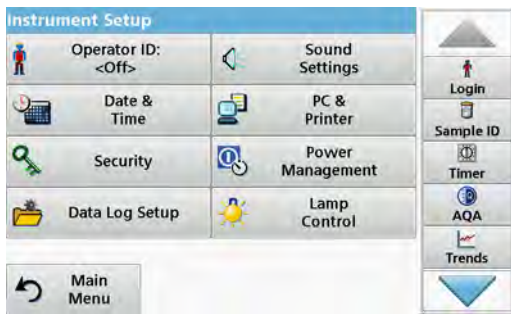 Instrument Setup
Operator ID:
<Off>
Sound
Settings
Date &
Time
PC &
Printer
Security
Power
Management
Data Log Setup
Lamp
Control
Main
Menu
Login
Sample ID
Timer
AQA
Trends